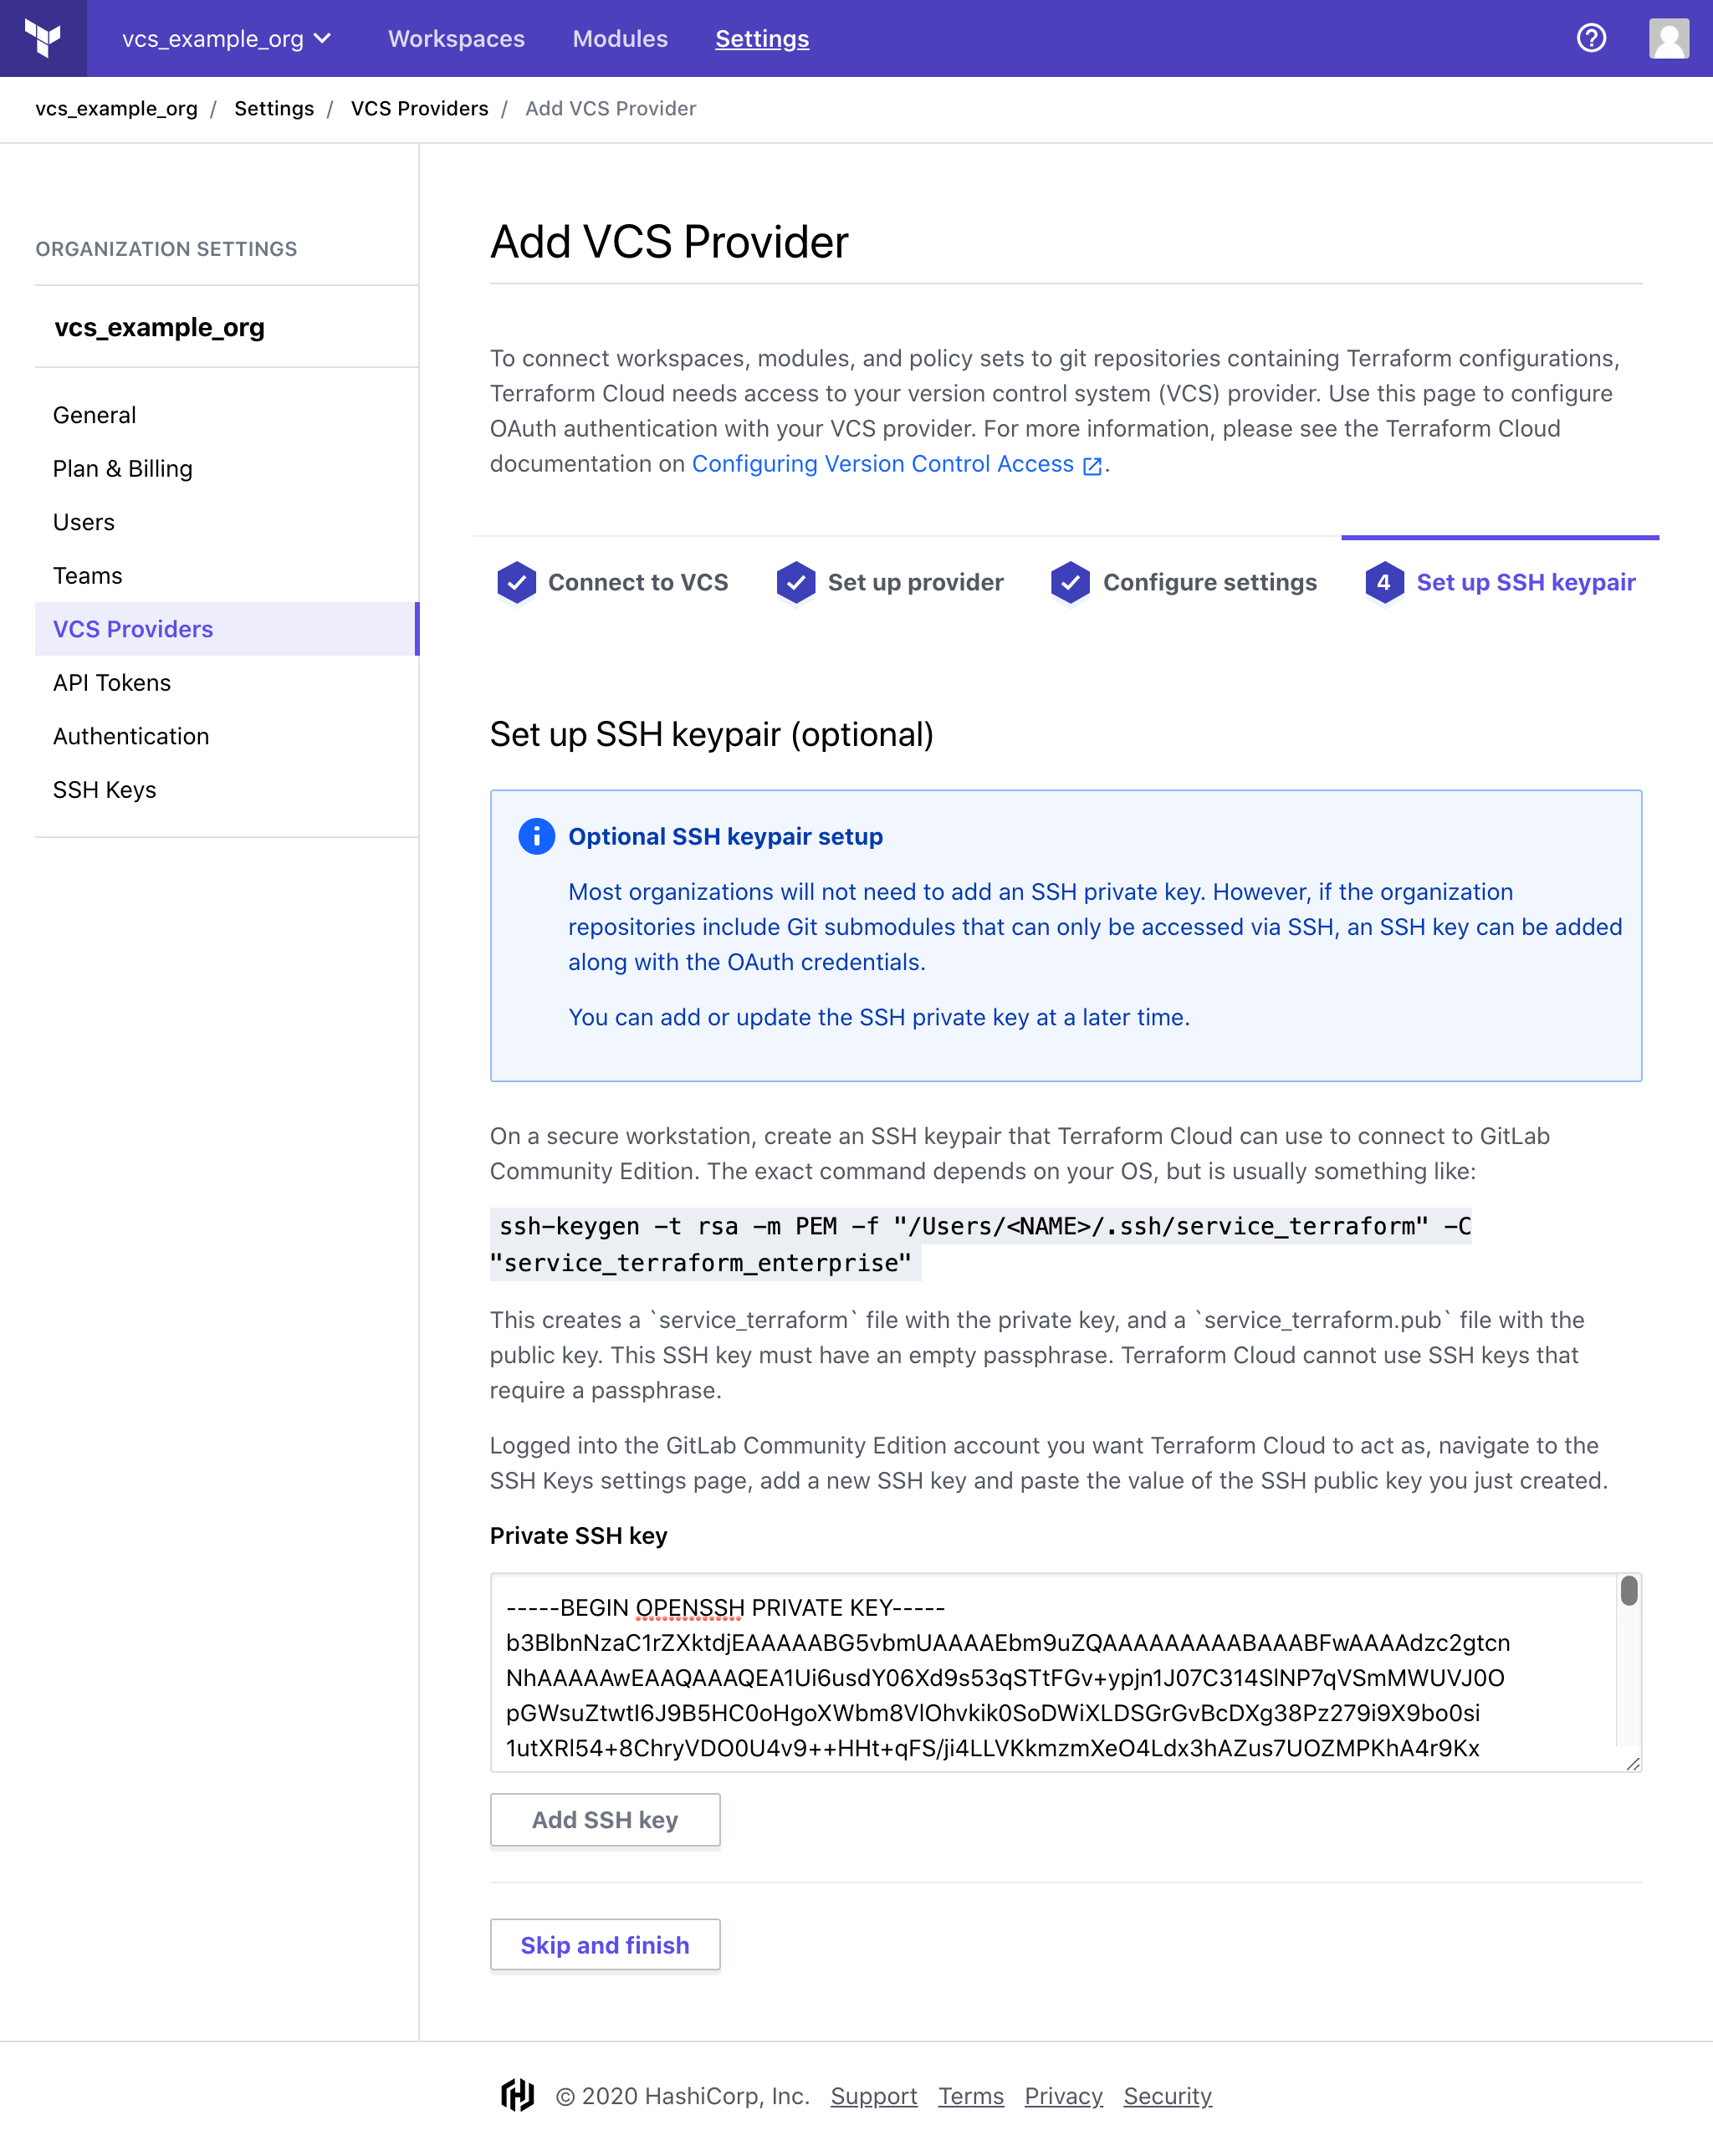 vcs_example_org Workspaces Modules Settings
vcs_example_org / Settings / VCS Providers / Add VCS Provider
ORGANIZATION SETTINGS
vcs_example_org
General
Plan & Billing
Users
Teams
VCS Providers
API Tokens
Authentication
SSH Keys
Add VCS Provider
To connect workspaces, modules, and policy sets to git repositories containing Terraform configurations,
Terraform Cloud needs access to your version control system (VCS) provider. Use this page to configure
OAuth authentication with your VCS provider. For more information, please see the Terraform Cloud
documentation on Configuring Version Control Access .
Connect to VCS Set up provider Configure settings 4 Set up SSH keypair
Set up SSH keypair (optional)
Optional SSH keypair setup
Most organizations will not need to add an SSH private key. However, if the organization
repositories include Git submodules that can only be accessed via SSH, an SSH key can be added
along with the OAuth credentials.
You can add or update the SSH private key at a later time.
On a secure workstation, create an SSH keypair that Terraform Cloud can use to connect to GitLab
Community Edition. The exact command depends on your OS, but is usually something like:
ssh-keygen -t rsa -m PEM -f "/Users/<NAME>/.ssh/service_terraform" -C
"service_terraform_enterprise"
This creates a `service_terraform` file with the private key, and a `service_terraform.pub` file with the
public key. This SSH key must have an empty passphrase. Terraform Cloud cannot use SSH keys that
require a passphrase.
Logged into the GitLab Community Edition account you want Terraform Cloud to act as, navigate to the
SSH Keys settings page, add a new SSH key and paste the value of the SSH public key you just created.
Private SSH key
-----BEGIN OPENSSH PRIVATE KEY-----
b3BlbnNzaC1rZXktdjEAAAAABG5vbmUAAAAEbm9uZQAAAAAAAAABAAABFwAAAAdzc2gtcn
NhAAAAAwEAAQAAAQEA1Ui6usdY06Xd9s53qSTtFGv+ypjn1J07C314SlNP7qVSmMWUVJ0O
pGWsuZtwtI6J9B5HC0oHgoXWbm8VlOhvkik0SoDWiXLDSGrGvBcDXg38Pz279i9X9bo0si
1utXRl54+8ChryVDO0U4v9++HHt+qFS/ji4LLVKkmzmXeO4Ldx3hAZus7UOZMPKhA4r9Kx
Add SSH key
Skip and finish
© 2020 HashiCorp, Inc. Support Terms Privacy Security